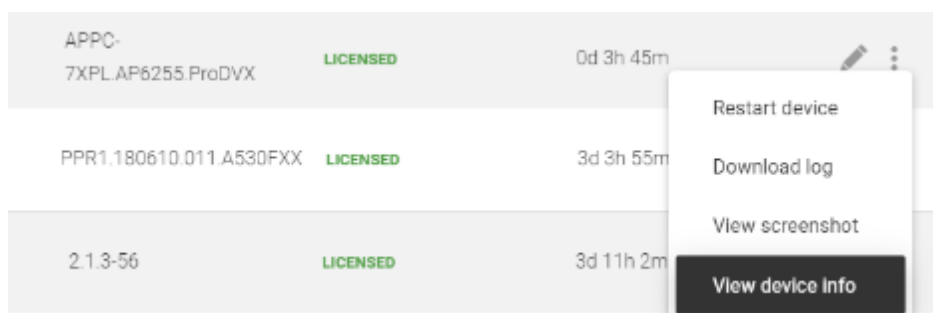 APPC-
7XPL.AP6255.ProDVX LICENSED 0d 3h 45m
Restart device
PPR1.180610.011.A530FXX LICENSED 3d 3h 55m
Download log
View screenshot
2.1.3-56 LICENSED 3d 11h 2m
View device info